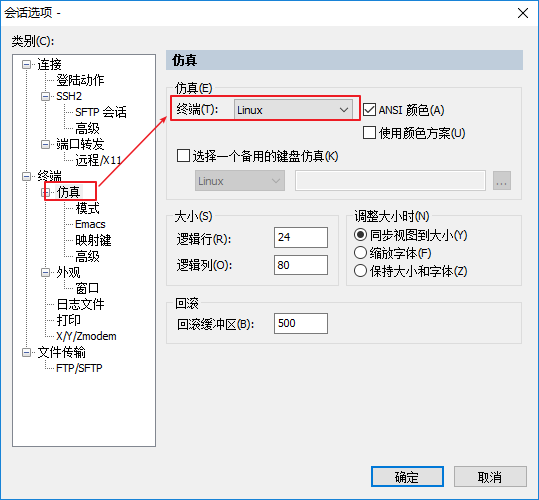 会话选项 -
类别(C):
连接
登陆动作
SSH2
SFTP 会话
高级
端口转发
远程/X11
终端
仿真
模式
Emacs
映射键
高级
外观
窗口
日志文件
打印
X/Y/Zmodem
文件传输
FTP/SFTP
仿真
仿真(E)
终端(T): Linux ANSI 颜色(A)
使用颜色方案(U)
选择一个备用的键盘仿真(K)
Linux ...
大小(S)
逻辑行(R): 24
逻辑列(O): 80
调整大小时(N)
同步视图到大小(Y)
缩放字体(F)
保持大小和字体(Z)
回滚
回滚缓冲区(B): 500
确定 取消